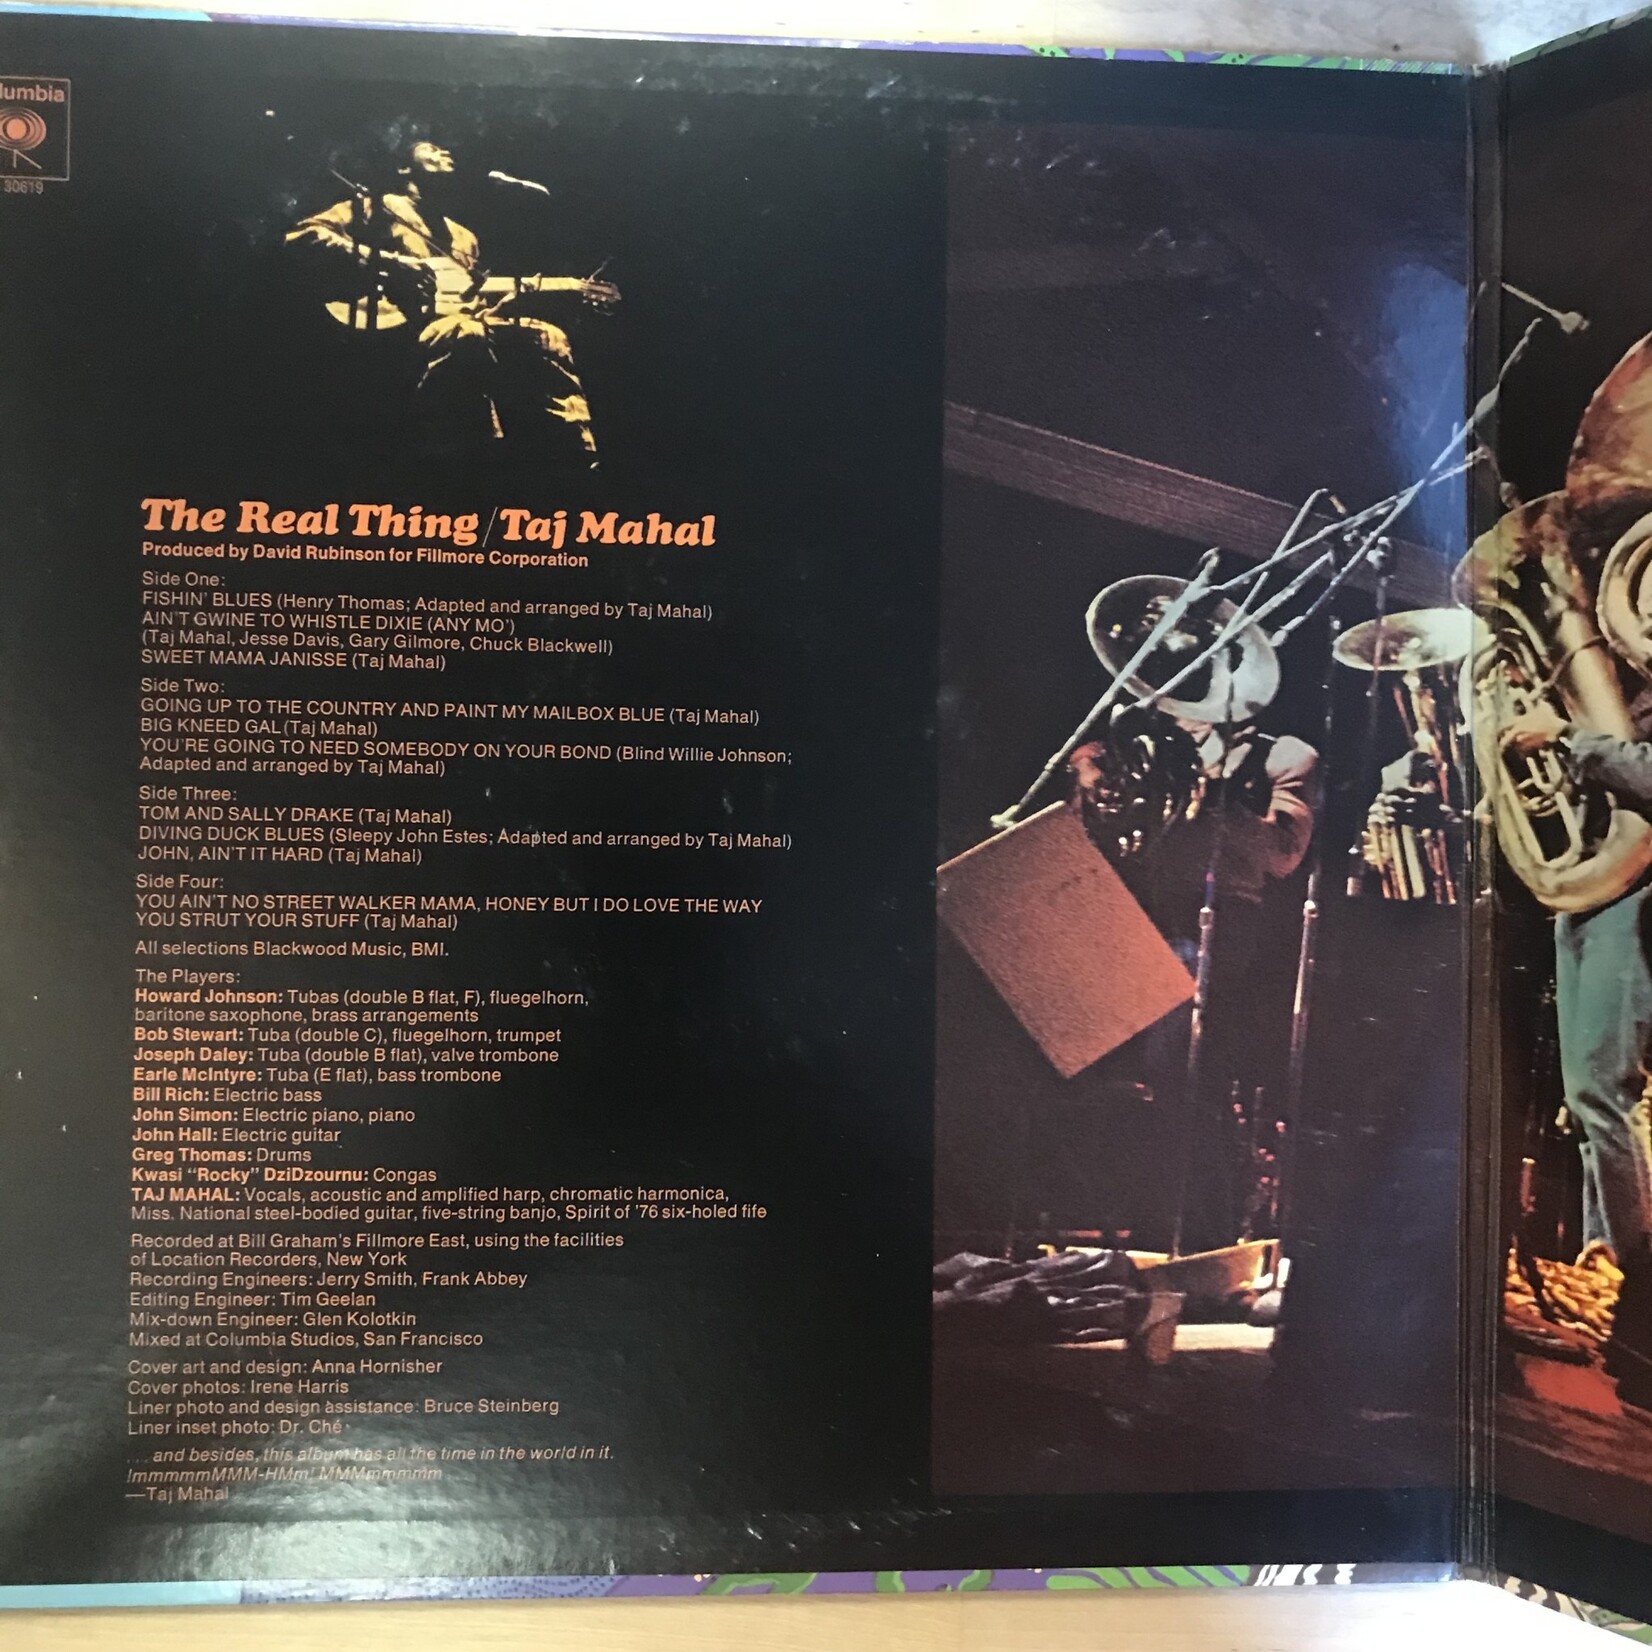 lumbia
30619
The Real Thing/Taj Mahal
Produced by David Rubinson for Fillmore Corporation
Side One:
FISHIN' BLUES (Henry Thomas; Adapted and arranged by Taj Mahal)
AIN'T GWINE TO WHISTLE DIXIE (ANY MO')
(Taj Mahal, Jesse Davis, Gary Gilmore, Chuck Blackwell)
SWEET MAMA JANISSE (Taj Mahal)
Side Two:
GOING UP TO THE COUNTRY AND PAINT MY MAILBOX BLUE (Taj Mahal)
BIG KNEED GAL (Taj Mahal)
YOU'RE GOING TO NEED SOMEBODY ON YOUR BOND (Blind Willie Johnson;
Adapted and arranged by Taj Mahal)
Side Three:
TOM AND SALLY DRAKE (Taj Mahal)
DIVING DUCK BLUES (Sleepy John Estes; Adapted and arranged by Taj Mahal)
JOHN, AIN'T IT HARD (Taj Mahal)
Side Four:
YOU AIN'T NO STREET WALKER MAMA, HONEY BUT I DO LOVE THE WAY
YOU STRUT YOUR STUFF (Taj Mahal)
All selections Blackwood Music, BMI.
The Players:
Howard Johnson: Tubas (double B flat, F), fluegelhorn,
baritone saxophone, brass arrangements
Bob Stewart: Tuba (double C), fluegelhorn, trumpet
Joseph Daley: Tuba (double B flat), valve trombone
Earle McIntyre: Tuba (E flat), bass trombone
Bill Rich: Electric bass
John Simon: Electric piano, piano
John Hall: Electric guitar
Greg Thomas: Drums
Kwasi "Rocky" DziDzournu: Congas
TAJ MAHAL: Vocals, acoustic and amplified harp, chromatic harmonica,
Miss. National steel-bodied guitar, five-string banjo, Spirit of '76 six-holed fife
Recorded at Bill Graham's Fillmore East, using the facilities
of Location Recorders, New York
Recording Engineers: Jerry Smith, Frank Abbey
Editing Engineer: Tim Geelan
Mix-down Engineer: Glen Kolotkin
Mixed at Columbia Studios, San Francisco
Cover art and design: Anna Hornisher
Cover photos: Irene Harris
Liner photo and design assistance: Bruce Steinberg
Liner inset photo: Dr. Ché
... and besides, this album has all the time in the world in it.
!mmmmmMMM-HMm! MMMmmmmm
—Taj Mahal